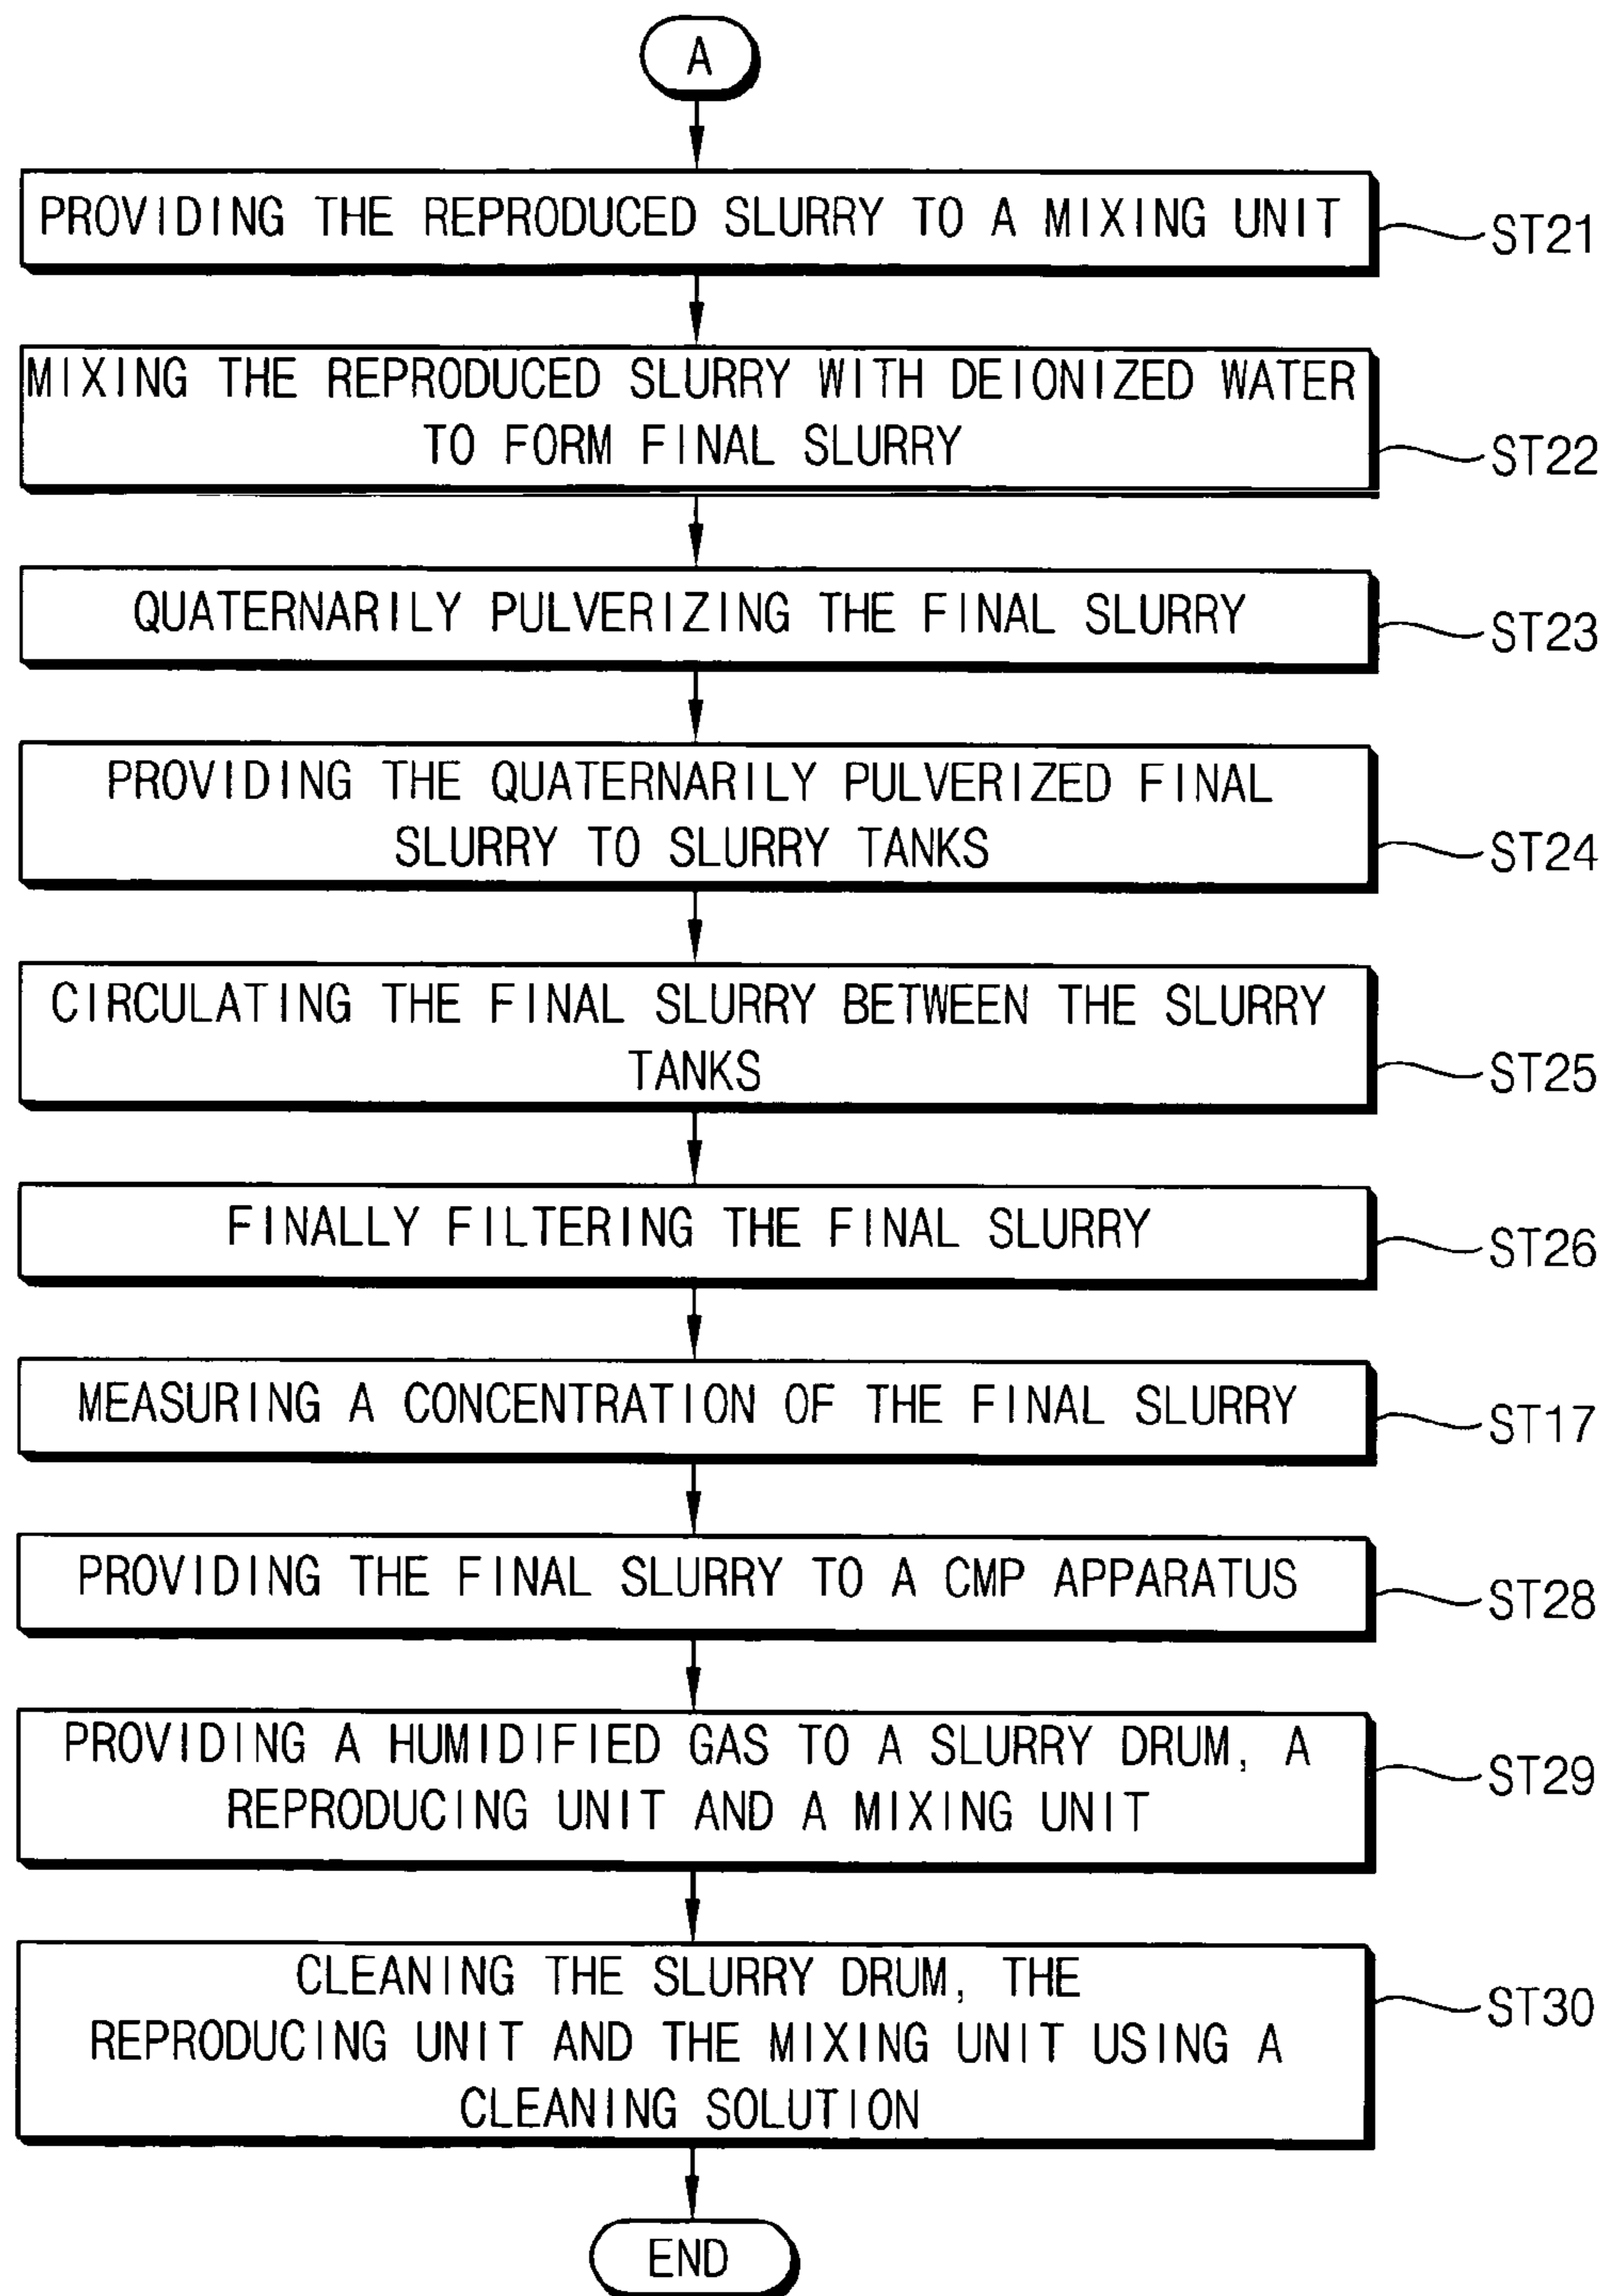 A
PROVIDING THE REPRODUCED SLURRY TO A MIXING UNIT
ST21
MIXING THE REPRODUCED SLURRY WITH DEIONIZED WATER
TO FORM FINAL SLURRY
ST22
QUATERNARILY PULVERIZING THE FINAL SLURRY
ST23
PROVIDING THE QUATERNARILY PULVERIZED FINAL
SLURRY TO SLURRY TANKS
ST24
CIRCULATING THE FINAL SLURRY BETWEEN THE SLURRY
TANKS
ST25
FINALLY FILTERING THE FINAL SLURRY
ST26
MEASURING A CONCENTRATION OF THE FINAL SLURRY
ST17
PROVIDING THE FINAL SLURRY TO A CMP APPARATUS
ST28
PROVIDING A HUMIDIFIED GAS TO A SLURRY DRUM, A
REPRODUCING UNIT AND A MIXING UNIT
ST29
CLEANING THE SLURRY DRUM, THE
REPRODUCING UNIT AND THE MIXING UNIT USING A
CLEANING SOLUTION
ST30
END